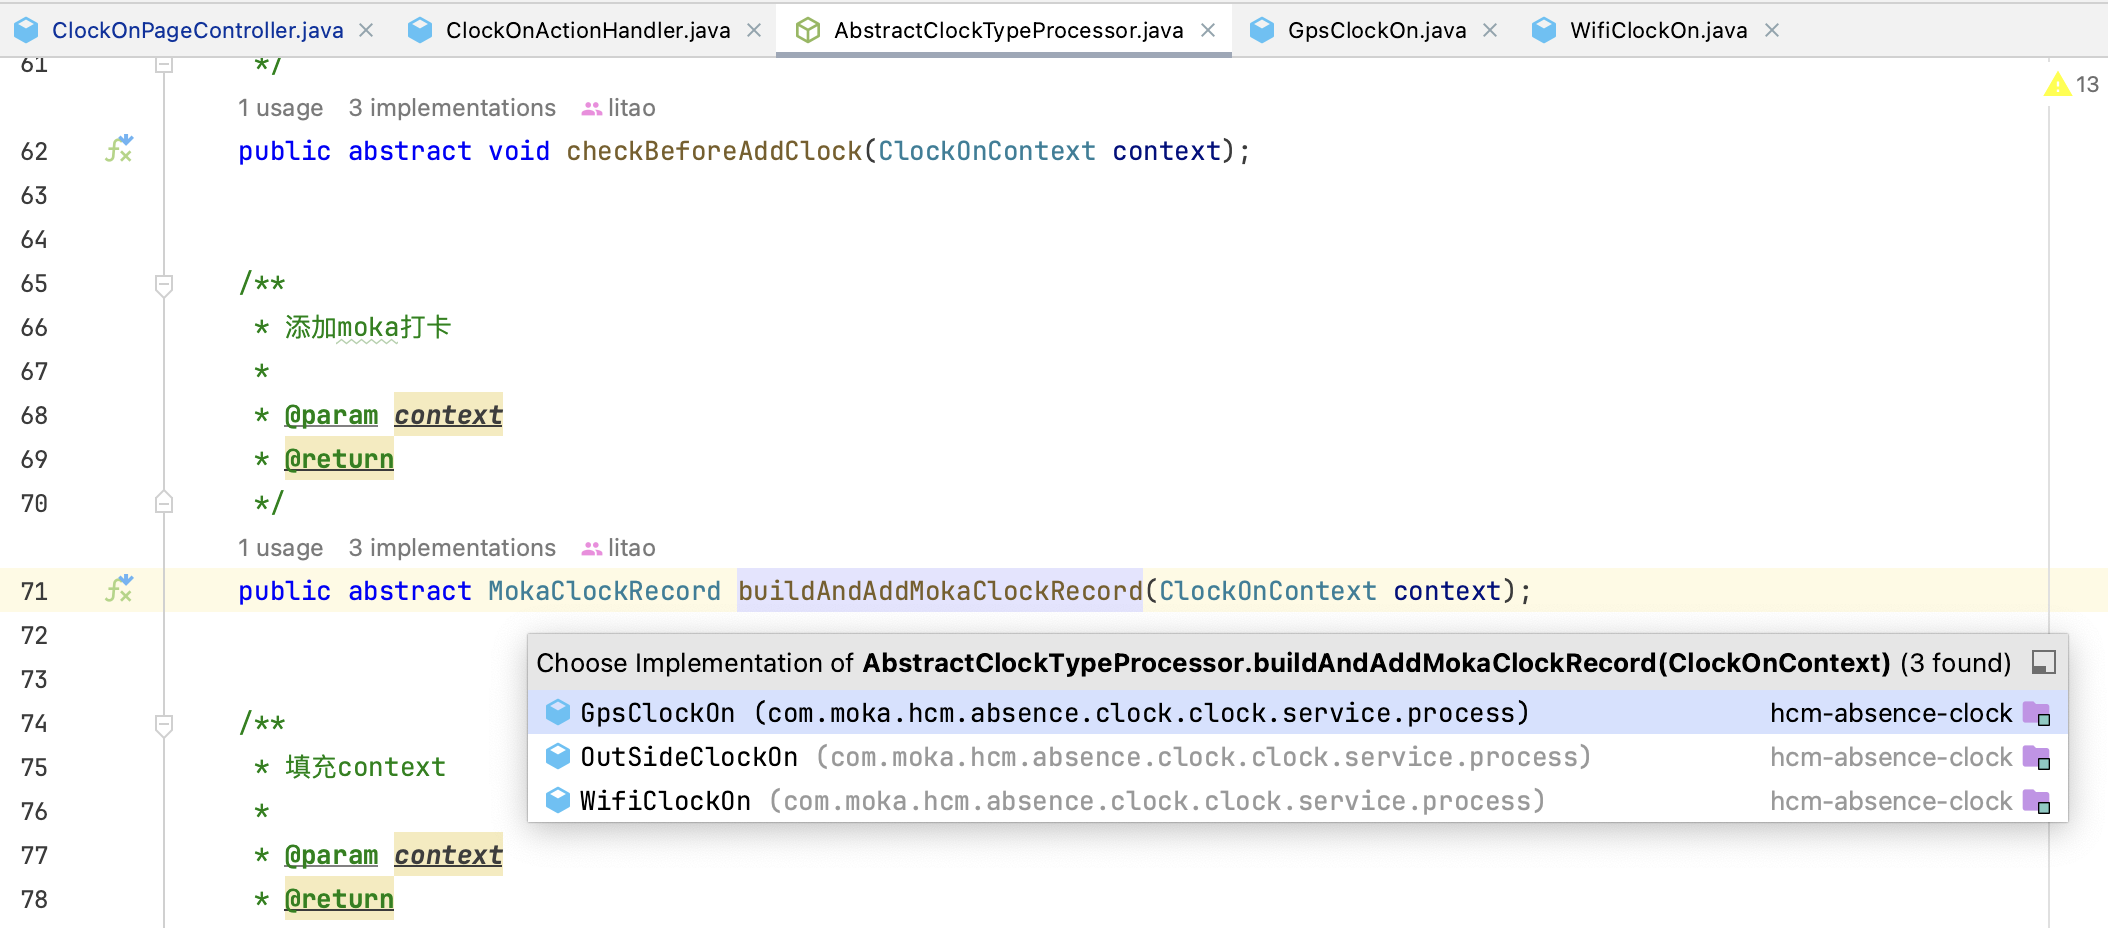 ClockOnPageController.java ClockOnActionHandler.java AbstractClockTypeProcessor.java GpsClockOn.java WifiClockOn.java
61 */
13
1 usage 3 implementations litao
62 public abstract void checkBeforeAddClock(ClockOnContext context);
63
64
65 /**
66 * 添加moka打卡
67 *
68 * @param context
69 * @return
70 */
1 usage 3 implementations litao
71 public abstract MokaClockRecord buildAndAddMokaClockRecord(ClockOnContext context);
72
Choose Implementation of AbstractClockTypeProcessor.buildAndAddMokaClockRecord(ClockOnContext) (3 found)
73
GpsClockOn (com.moka.hcm.absence.clock.clock.service.process) hcm-absence-clock
74 /**
OutSideClockOn (com.moka.hcm.absence.clock.clock.service.process) hcm-absence-clock
75 * 填充context
WifiClockOn (com.moka.hcm.absence.clock.clock.service.process) hcm-absence-clock
76 *
77 * @param context
78 * @return